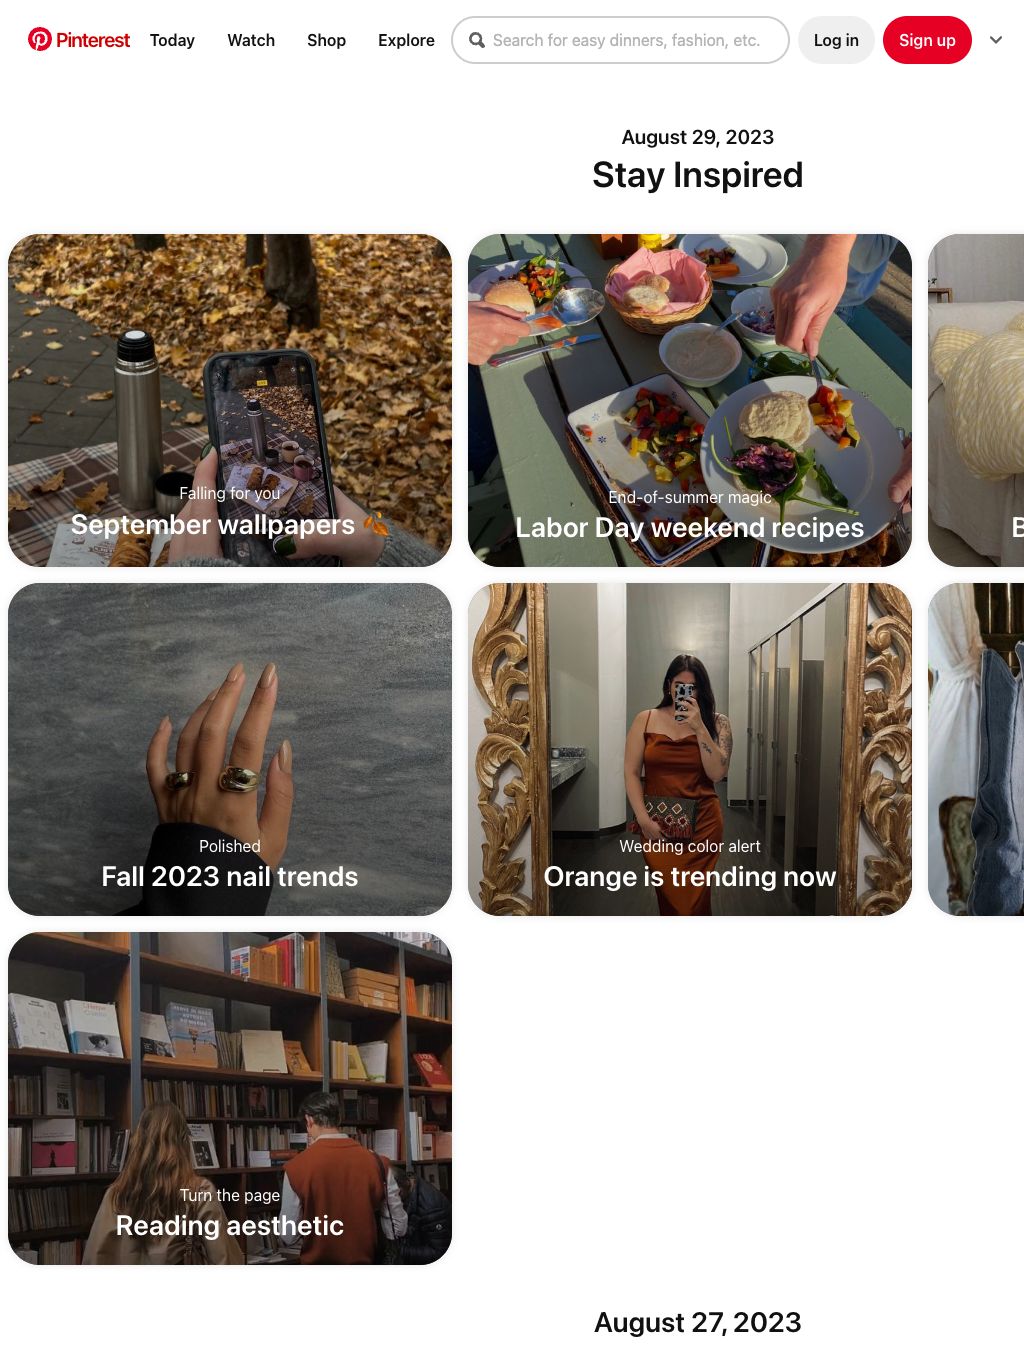 Pinterest
Today
Watch
Shop
Explore
Search for easy dinners, fashion, etc.
Log in
Sign up
August 29, 2023
Stay Inspired
Falling for you
September wallpapers 🍂
End-of-summer magic
Labor Day weekend recipes
B
Polished
Fall 2023 nail trends
Wedding color alert
Orange is trending now
Turn the page
Reading aesthetic
August 27, 2023